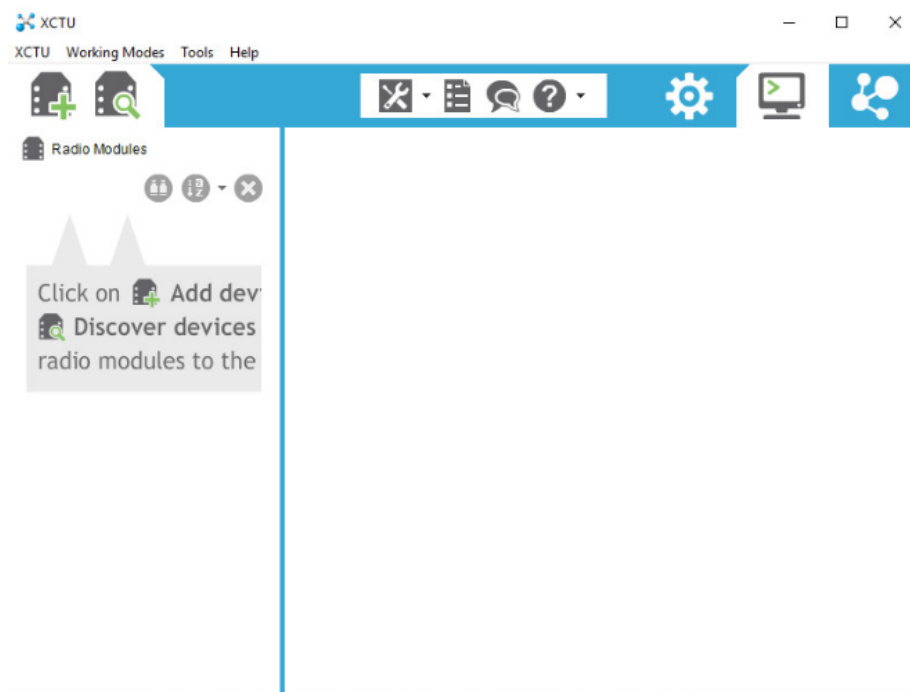 XCTU
XCTU Working Modes Tools Help
Radio Modules
Click on Add dev
Discover devices
radio modules to the